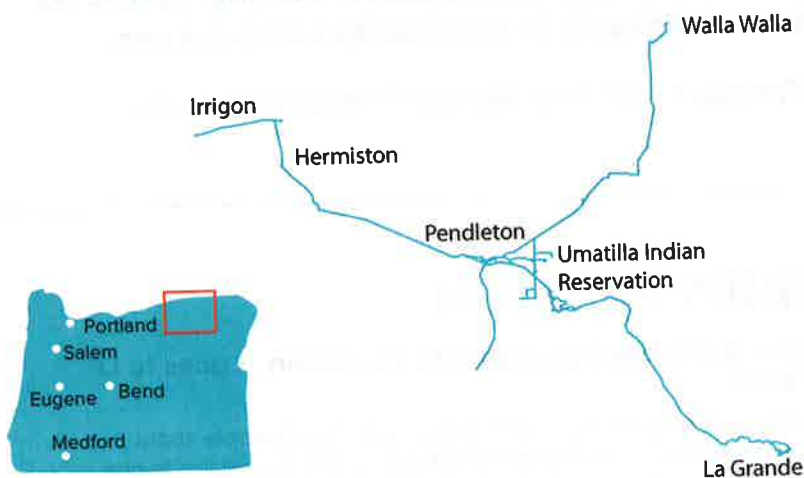 Walla Walla
Irrigon
Hermiston
Pendleton
Umatilla Indian
Reservation
La Grande
Portland
Salem
Eugene
Bend
Medford